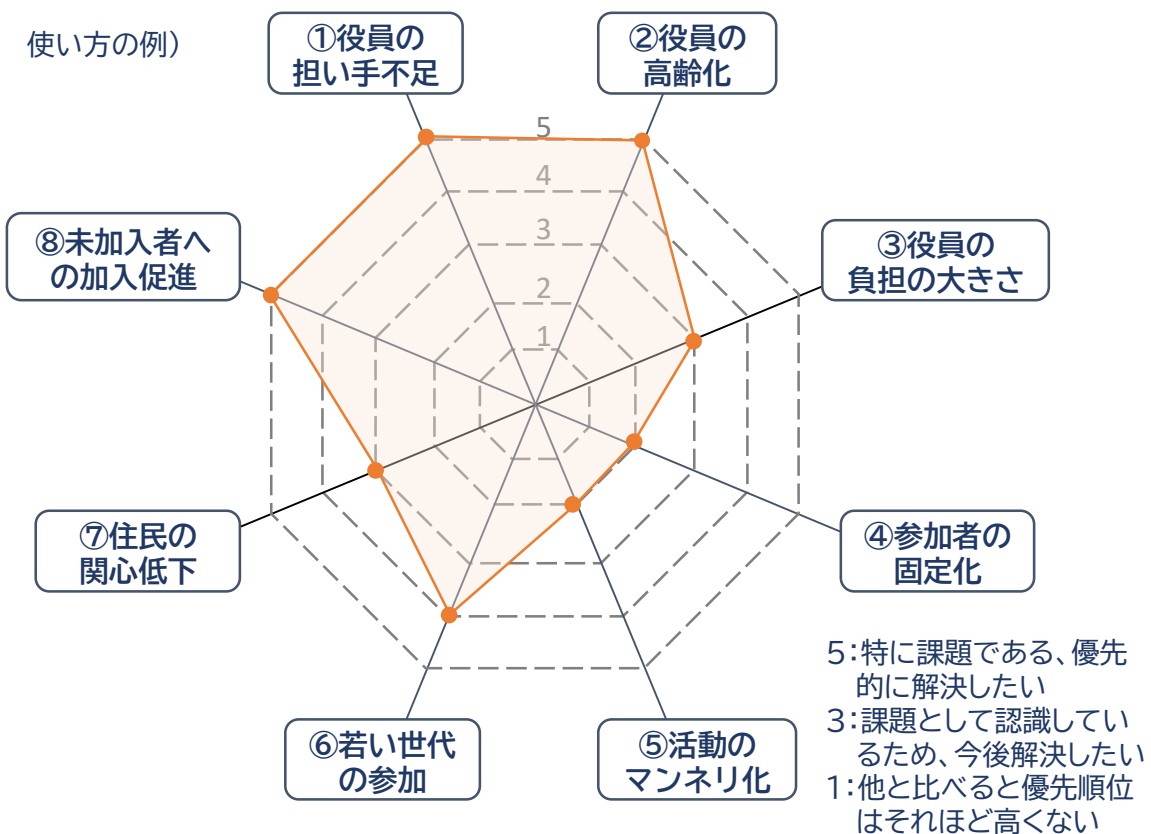 使い方の例）
①役員の
担い手不足
②役員の
高齢化
5
4
3
2
1
③役員の
負担の大きさ
⑧未加入者へ
の加入促進
④参加者の
固定化
⑦住民の
関心低下
⑥若い世代
の参加
⑤活動の
マンネリ化
5：特に課題である、優先
的に解決したい
3：課題として認識してい
るため、今後解決したい
1：他と比べると優先順位
はそれほど高くない